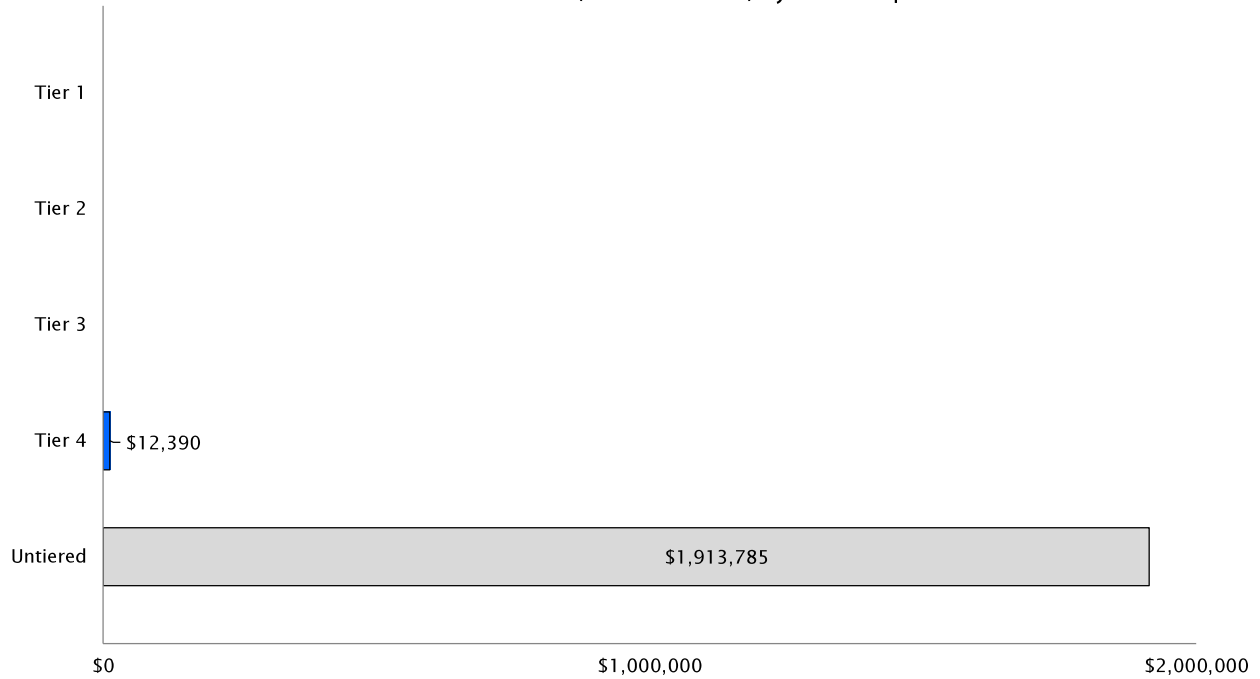 Tier 1
Tier 2
Tier 3
Tier 4
$12,390
Untiered
$1,913,785
$0
$1,000,000
$2,000,000